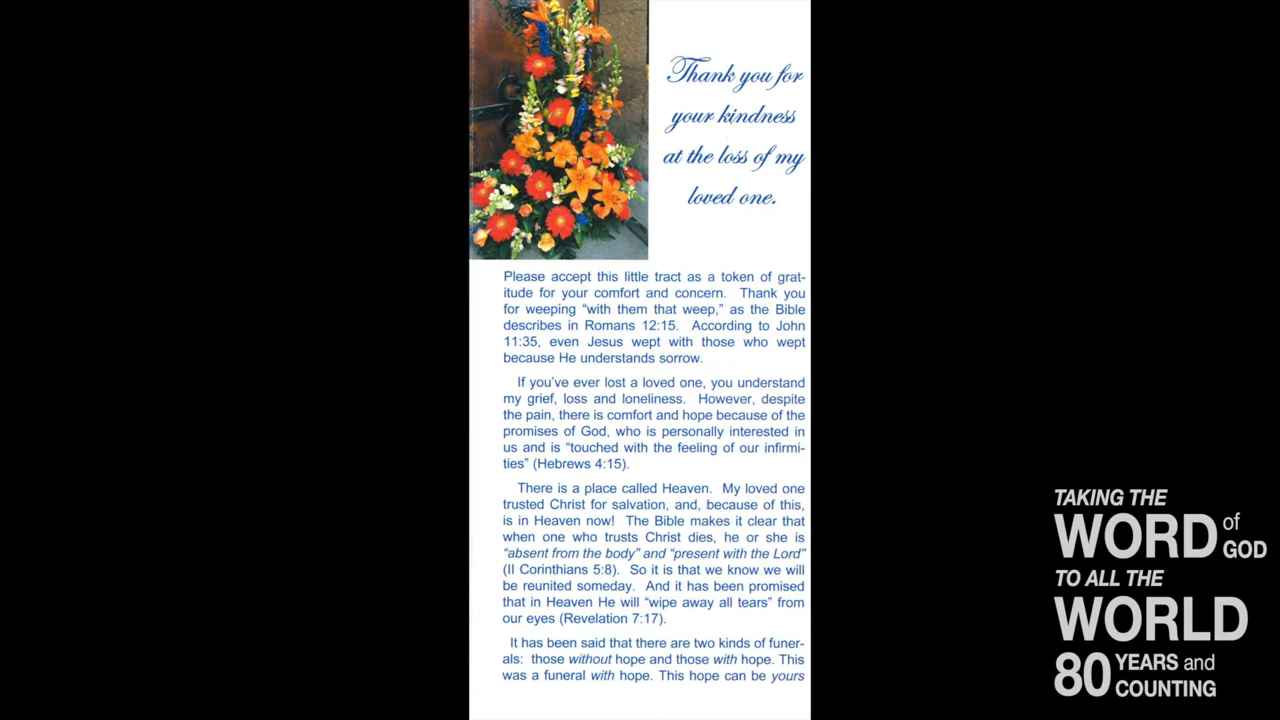 Thank you for
your kindness
at the loss of my
loved one.
Please accept this little tract as a token of grat-
itude for your comfort and concern. Thank you
for weeping “with them that weep,” as the Bible
describes in Romans 12:15. According to John
11:35, even Jesus wept with those who wept
because He understands sorrow.
If you’ve ever lost a loved one, you understand
my grief, loss and loneliness. However, despite
the pain, there is comfort and hope because of the
promises of God, who is personally interested in
us and is “touched with the feeling of our infirmi-
ties” (Hebrews 4:15).
There is a place called Heaven. My loved one
trusted Christ for salvation, and, because of this,
is in Heaven now! The Bible makes it clear that
when one who trusts Christ dies, he or she is
“absent from the body” and “present with the Lord”
(II Corinthians 5:8). So it is that we know we will
be reunited someday. And it has been promised
that in Heaven He will “wipe away all tears” from
our eyes (Revelation 7:17).
It has been said that there are two kinds of funer-
als: those without hope and those with hope. This
was a funeral with hope. This hope can be yours
TAKING THE
WORD of GOD
TO ALL THE
WORLD
80 YEARS and
COUNTING